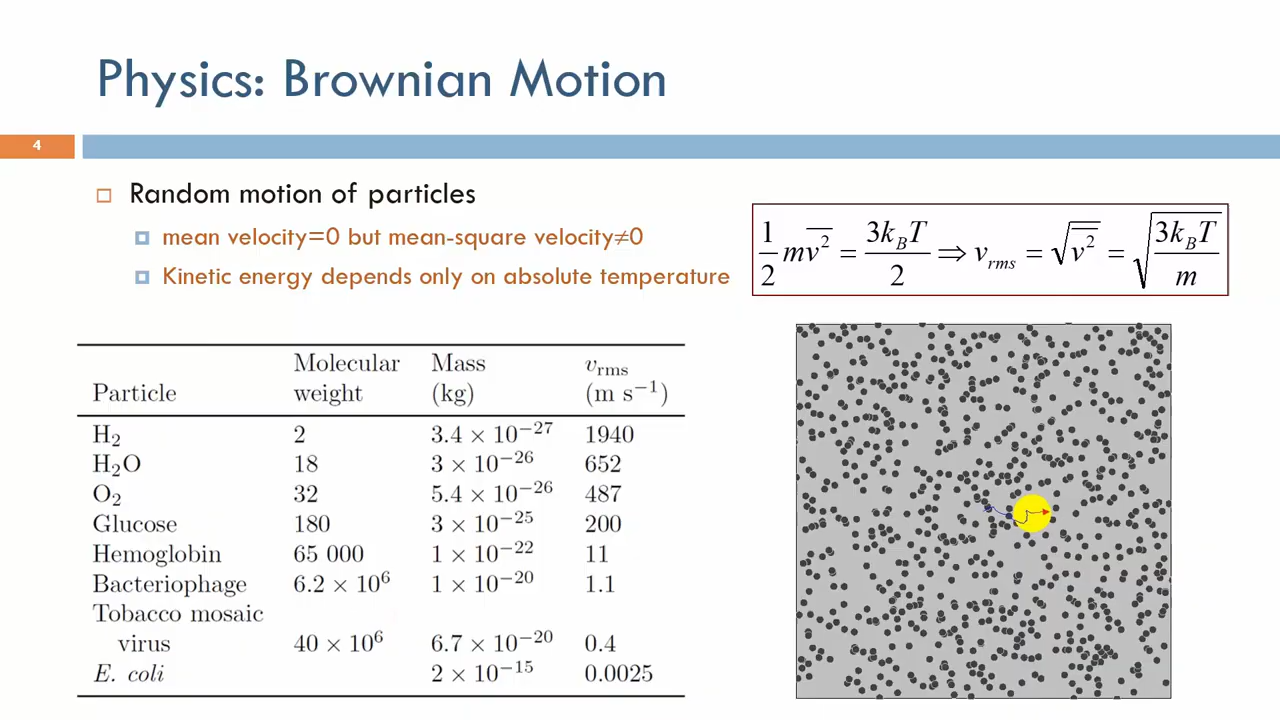 Physics: Brownian Motion
4
Random motion of particles
mean velocity=0 but mean-square velocity≠0
Kinetic energy depends only on absolute temperature
1/2 m v̅² = 3k_BT/2 ⇒ v_rms = √v̅² = √(3k_BT/m)
Particle Molecular weight Mass (kg) v_rms (m s⁻¹)
H₂ 2 3.4 × 10⁻²⁷ 1940
H₂O 18 3 × 10⁻²⁶ 652
O₂ 32 5.4 × 10⁻²⁶ 487
Glucose 180 3 × 10⁻²⁵ 200
Hemoglobin 65 000 1 × 10⁻²² 11
Bacteriophage 6.2 × 10⁶ 1 × 10⁻²⁰ 1.1
Tobacco mosaic
virus 40 × 10⁶ 6.7 × 10⁻²⁰ 0.4
E. coli 2 × 10⁻¹⁵ 0.0025